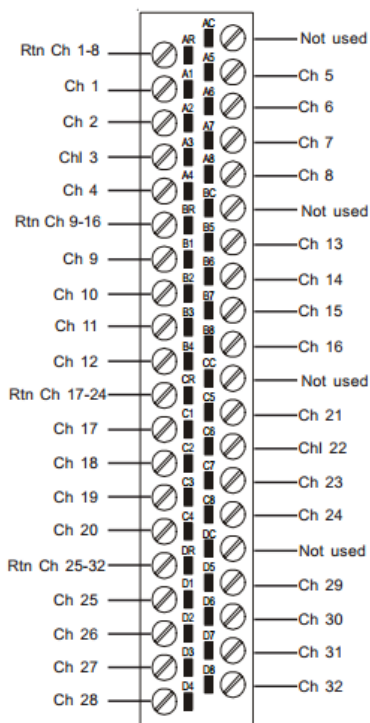 AC Not used
Rtn Ch 1-8 AR
A5 Ch 5
Ch 1 A1
A6 Ch 6
Ch 2 A2
A7 Ch 7
Chl 3 A3
A8 Ch 8
Ch 4 A4
BC Not used
Rtn Ch 9-16 BR
B5 Ch 13
Ch 9 B1
B6 Ch 14
Ch 10 B2
B7 Ch 15
Ch 11 B3
B8 Ch 16
Ch 12 B4
CC Not used
Rtn Ch 17-24 CR
C5 Ch 21
Ch 17 C1
C6 Chl 22
Ch 18 C2
C7 Ch 23
Ch 19 C3
C8 Ch 24
Ch 20 C4
DC Not used
Rtn Ch 25-32 DR
D5 Ch 29
Ch 25 D1
D6 Ch 30
Ch 26 D2
D7 Ch 31
Ch 27 D3
D8 Ch 32
Ch 28 D4